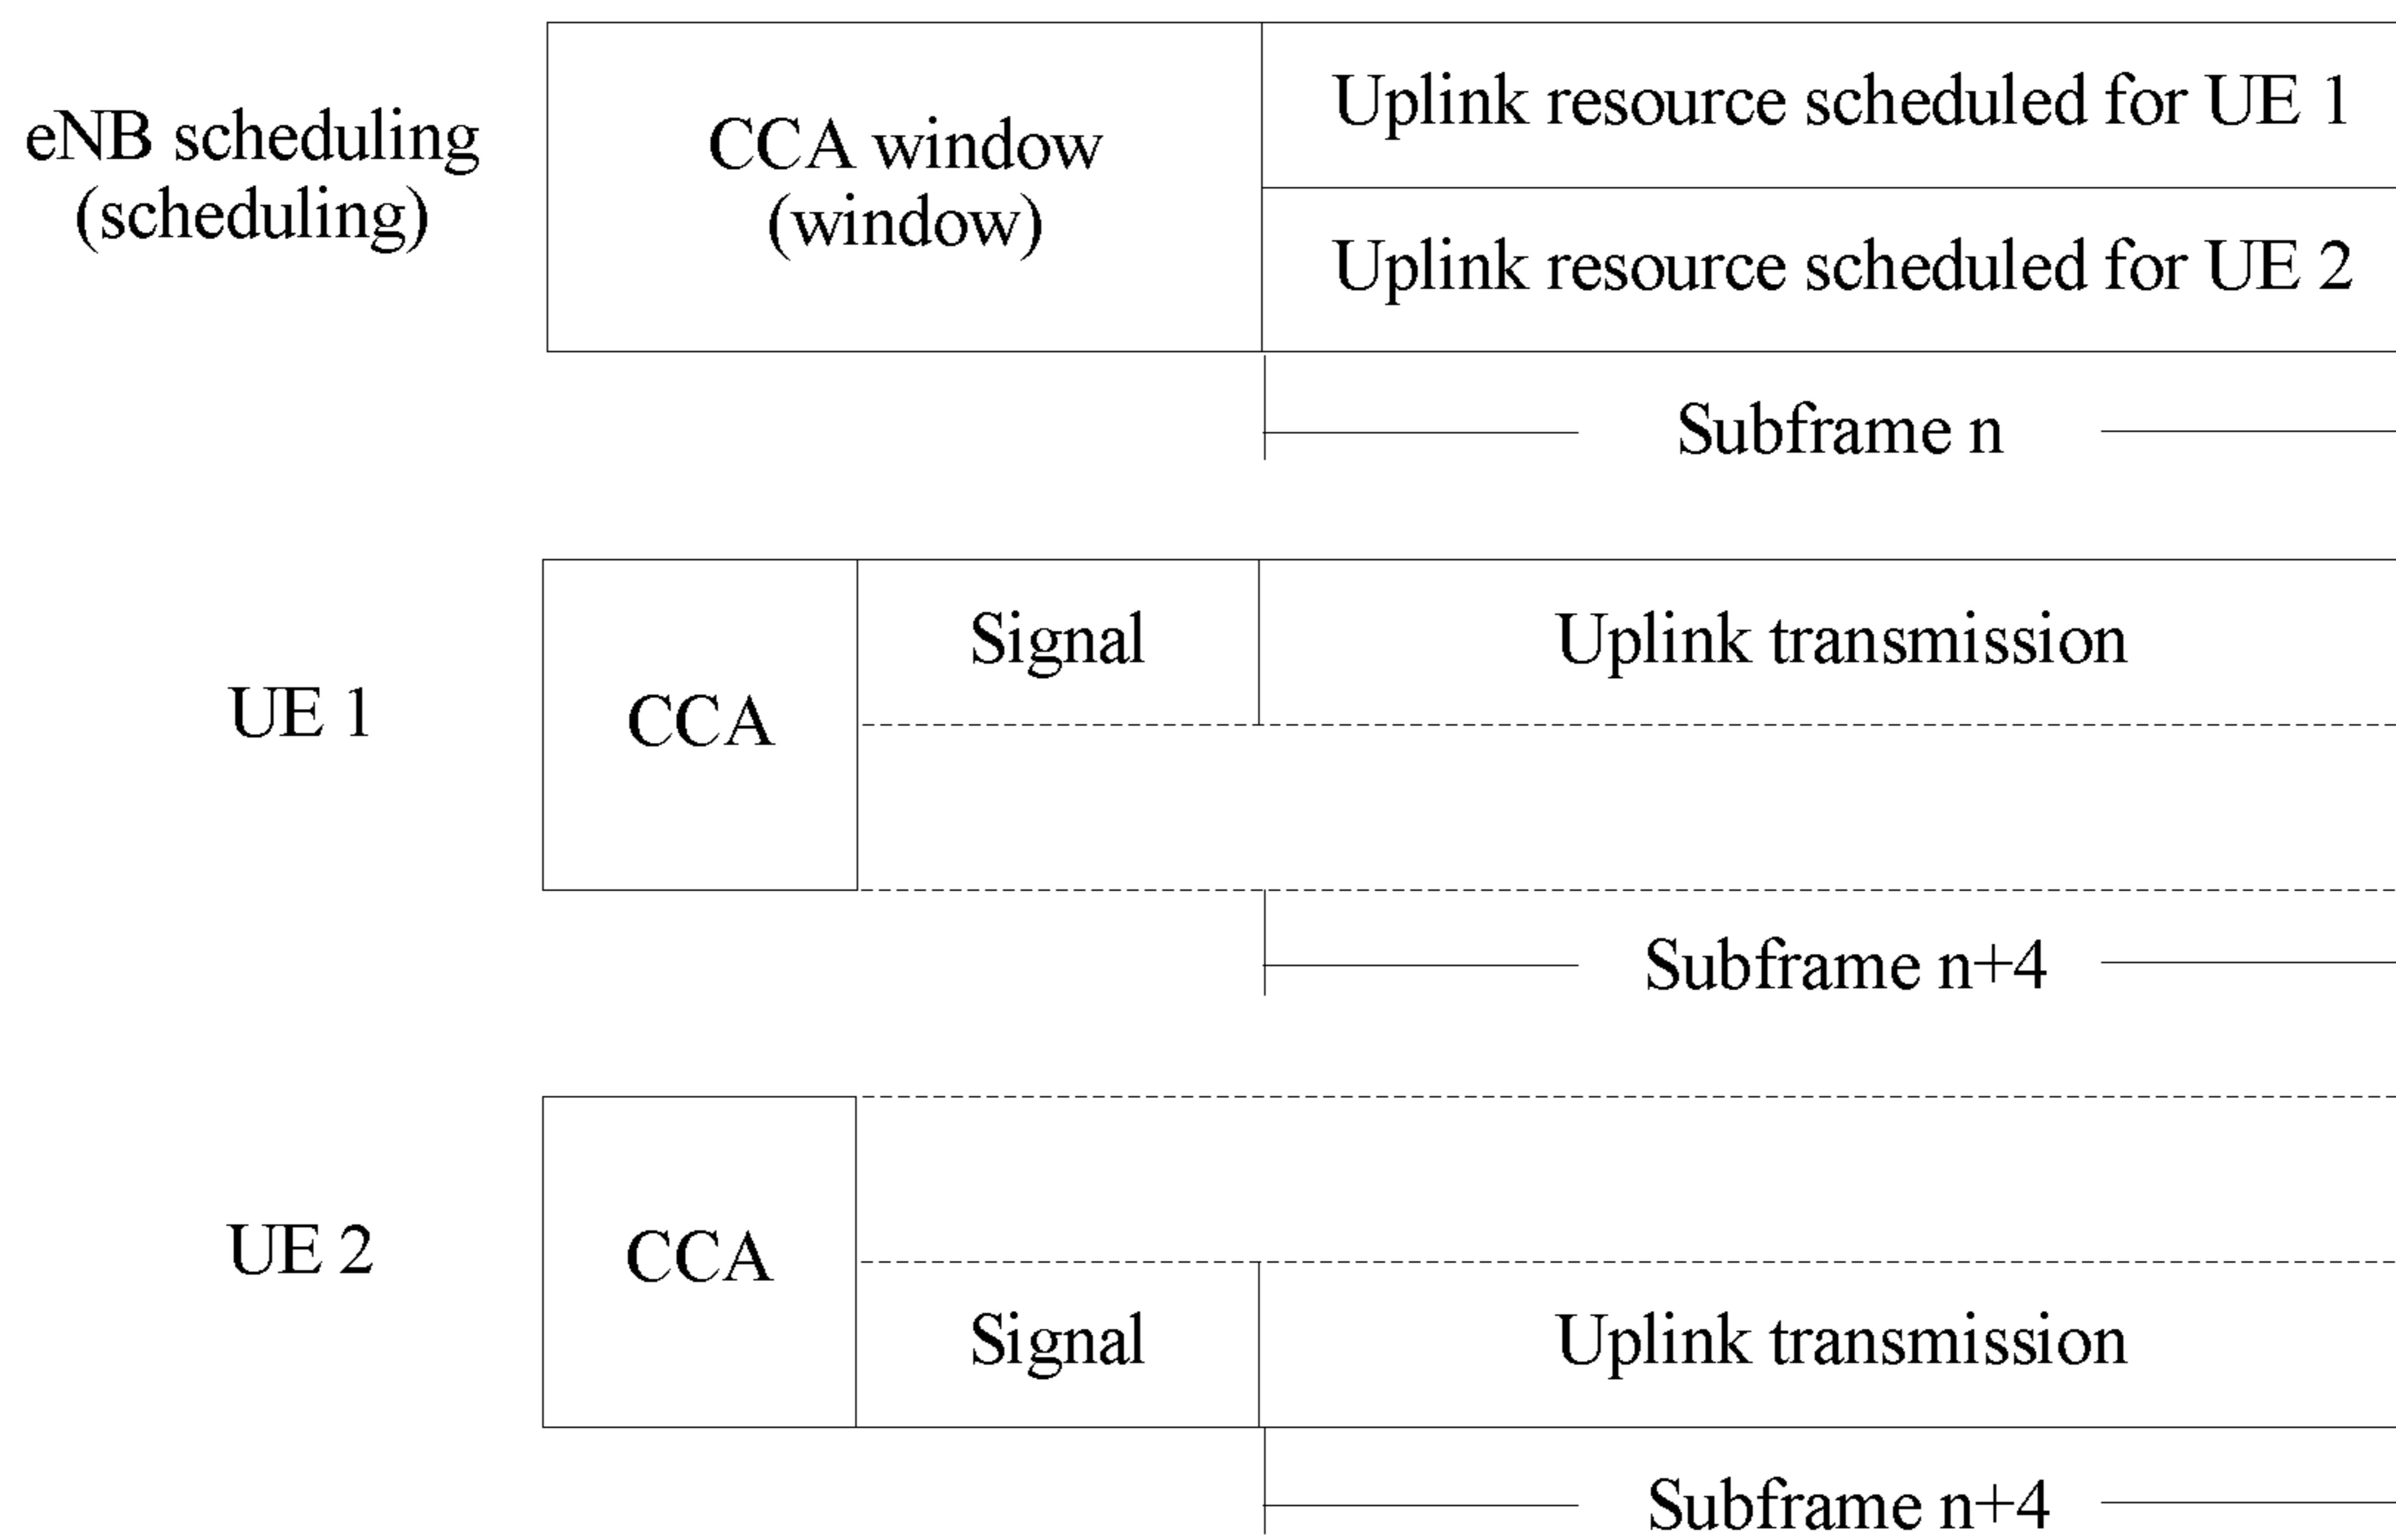 eNB scheduling
(scheduling)
CCA window
(window)
Uplink resource scheduled for UE 1
Uplink resource scheduled for UE 2
Subframe n
UE 1
CCA
Signal
Uplink transmission
Subframe n+4
UE 2
CCA
Signal
Uplink transmission
Subframe n+4